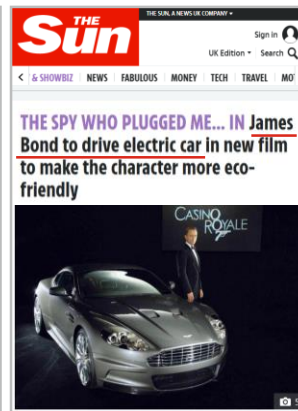 THE SUN, A NEWS UK COMPANY
THE
Sun
Sign in
UK Edition Search
< & SHOWBIZ NEWS FABULOUS MONEY TECH TRAVEL MO
THE SPY WHO PLUGGED ME... IN James
Bond to drive electric car in new film
to make the character more eco-
friendly
CASINO
ROYALE